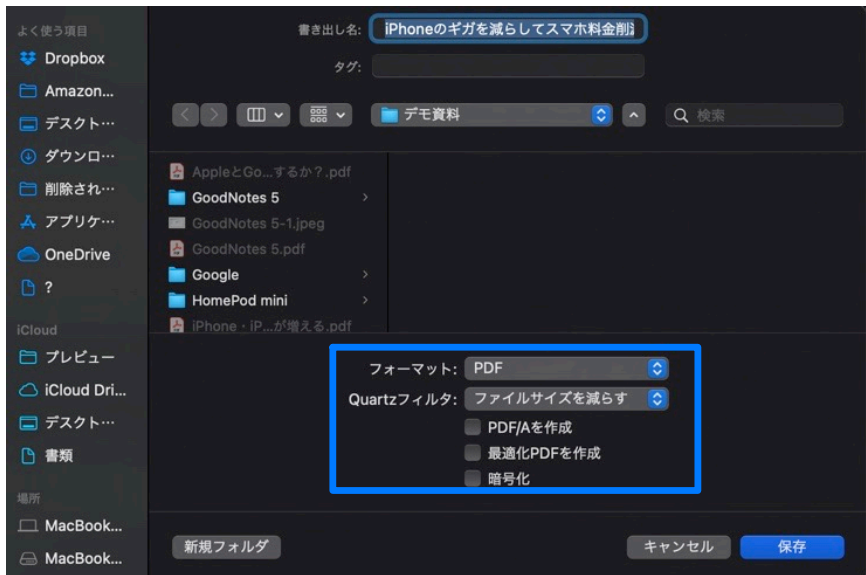 よく使う項目
Dropbox
Amazon...
デスクト…
ダウンロ…
削除され…
アプリケ…
OneDrive
?
iCloud
プレビュー
iCloud Dri...
デスクト…
書類
場所
MacBook...
MacBook...
書き出し名: iPhoneのギガを減らしてスマホ料金削
タグ:
デモ資料
検索
AppleとGo...するか？.pdf
GoodNotes 5
GoodNotes 5-1.jpeg
GoodNotes 5.pdf
Google
HomePod mini
iPhone・iP...が増える.pdf
フォーマット: PDF
Quartzフィルタ: ファイルサイズを減らす
PDF/Aを作成
最適化PDFを作成
暗号化
新規フォルダ
キャンセル
保存